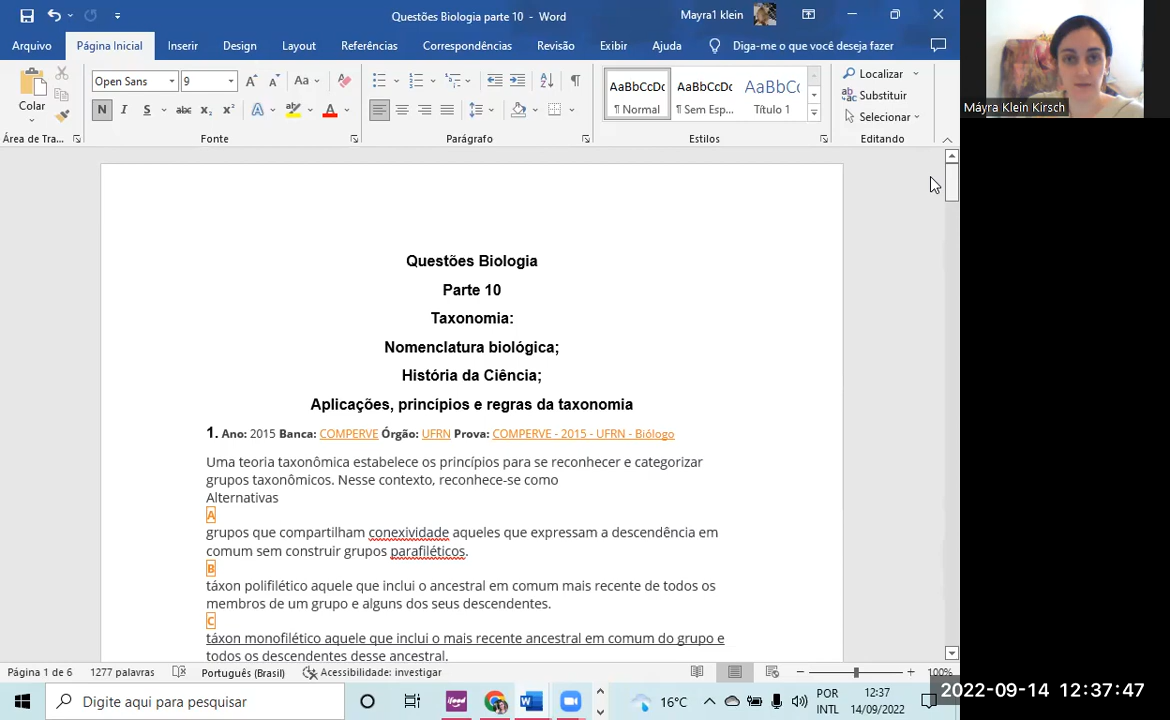 Questões Biologia parte 10 - Word
Mayra1 klein
Arquivo Página Inicial Inserir Design Layout Referências Correspondências Revisão Exibir Ajuda Diga-me o que você deseja fazer
Máyra Klein Kirsch
Colar
Open Sans 9
Aa
N I S abc x₂ x²
A A
AaBbCcDc AaBbCcDc AaBbCc
¶ Normal ¶ Sem Esp... Título 1
Localizar
Substituir
Selecionar
Área de Tra... Fonte Parágrafo Estilos Editando
Questões Biologia
Parte 10
Taxonomia:
Nomenclatura biológica;
História da Ciência;
Aplicações, princípios e regras da taxonomia
1. Ano: 2015 Banca: COMPERVE Órgão: UFRN Prova: COMPERVE - 2015 - UFRN - Biólogo
Uma teoria taxonômica estabelece os princípios para se reconhecer e categorizar
grupos taxonômicos. Nesse contexto, reconhece-se como
Alternativas
A
grupos que compartilham conexividade aqueles que expressam a descendência em
comum sem construir grupos parafiléticos.
B
táxon polifilético aquele que inclui o ancestral em comum mais recente de todos os
membros de um grupo e alguns dos seus descendentes.
C
táxon monofilético aquele que inclui o mais recente ancestral em comum do grupo e
todos os descendentes desse ancestral.
Página 1 de 6 1277 palavras Português (Brasil) Acessibilidade: investigar 100%
Digite aqui para pesquisar
16°C
POR
INTL
12:37
14/09/2022
2022-09-14 12:37:47